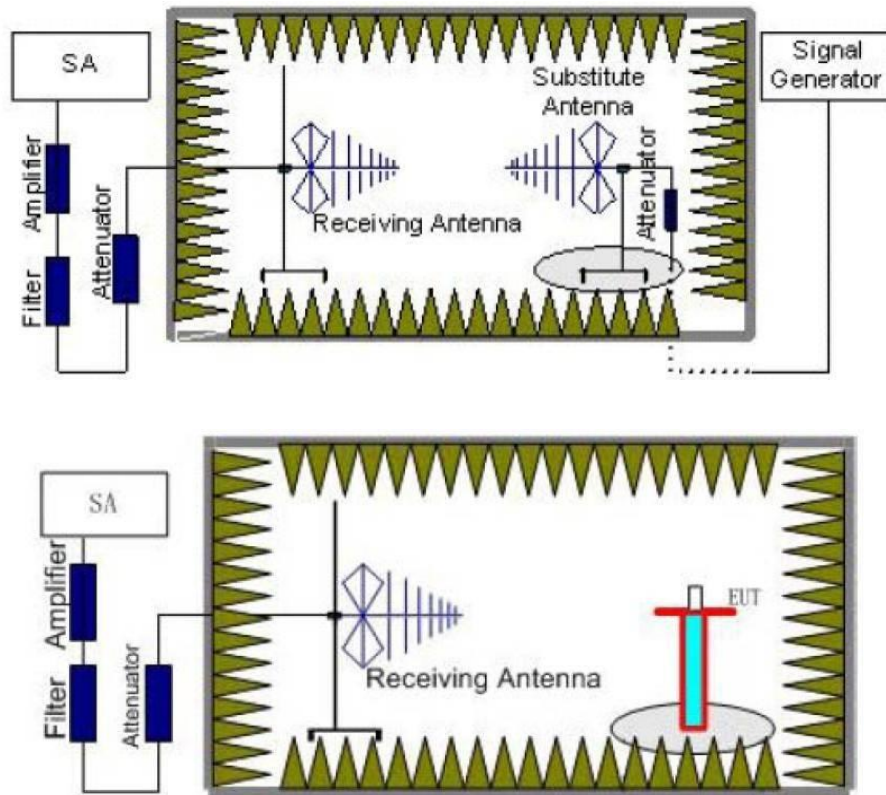 SA
Signal
Generator
Substitute
Antenna
Amplifier
Filter
Attenuator
Receiving Antenna
Attenuator
SA
Amplifier
Filter
Attenuator
Receiving Antenna
EUT